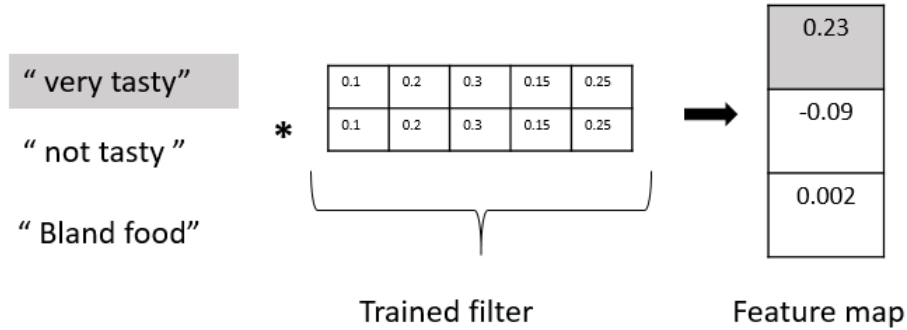 “ very tasty”
“ not tasty ”
“ Bland food”
*
0.1 0.2 0.3 0.15 0.25
0.1 0.2 0.3 0.15 0.25
Trained filter
0.23
-0.09
0.002
Feature map